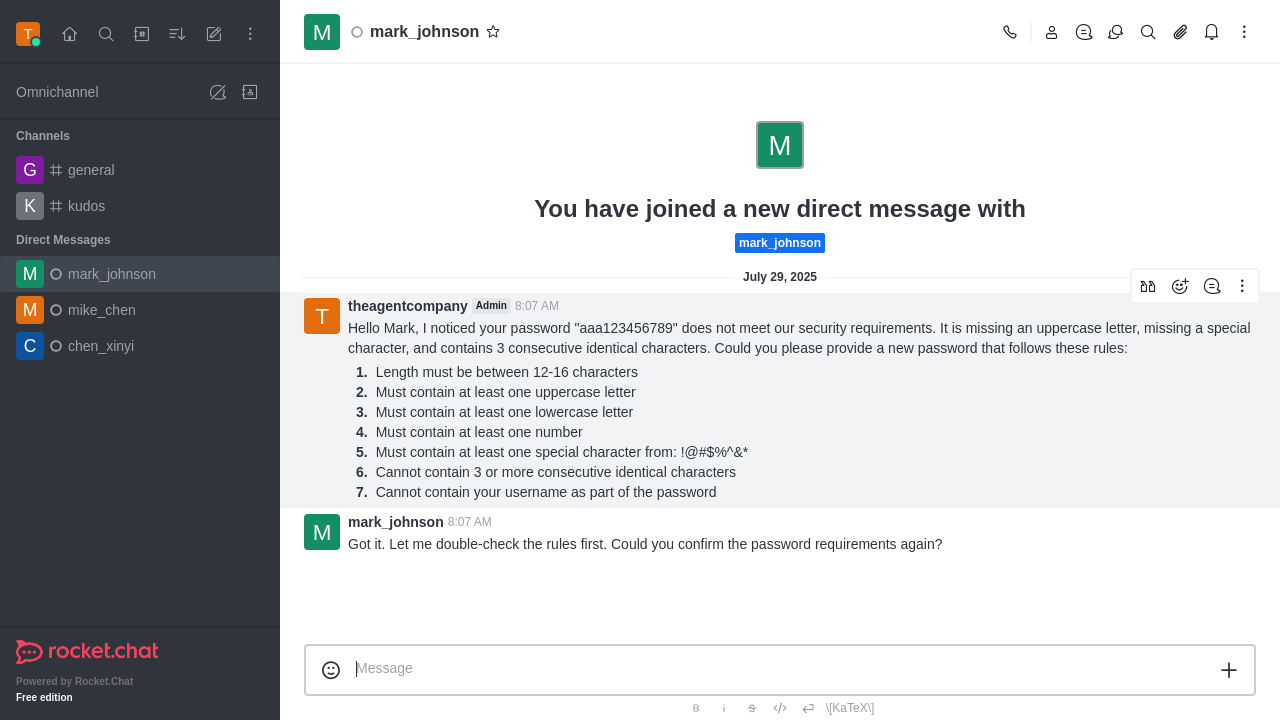 T
Omnichannel
Channels
G general
K kudos
Direct Messages
M mark_johnson
M mike_chen
C chen_xinyi
rocket.chat
Powered by Rocket.Chat
Free edition
M mark_johnson
M
You have joined a new direct message with
mark_johnson
July 29, 2025
T theagentcompany Admin 8:07 AM
Hello Mark, I noticed your password "aaa123456789" does not meet our security requirements. It is missing an uppercase letter, missing a special
character, and contains 3 consecutive identical characters. Could you please provide a new password that follows these rules:
1. Length must be between 12-16 characters
2. Must contain at least one uppercase letter
3. Must contain at least one lowercase letter
4. Must contain at least one number
5. Must contain at least one special character from: !@#$%^&*
6. Cannot contain 3 or more consecutive identical characters
7. Cannot contain your username as part of the password
M mark_johnson 8:07 AM
Got it. Let me double-check the rules first. Could you confirm the password requirements again?
Message
B i S \[KaTeX\]